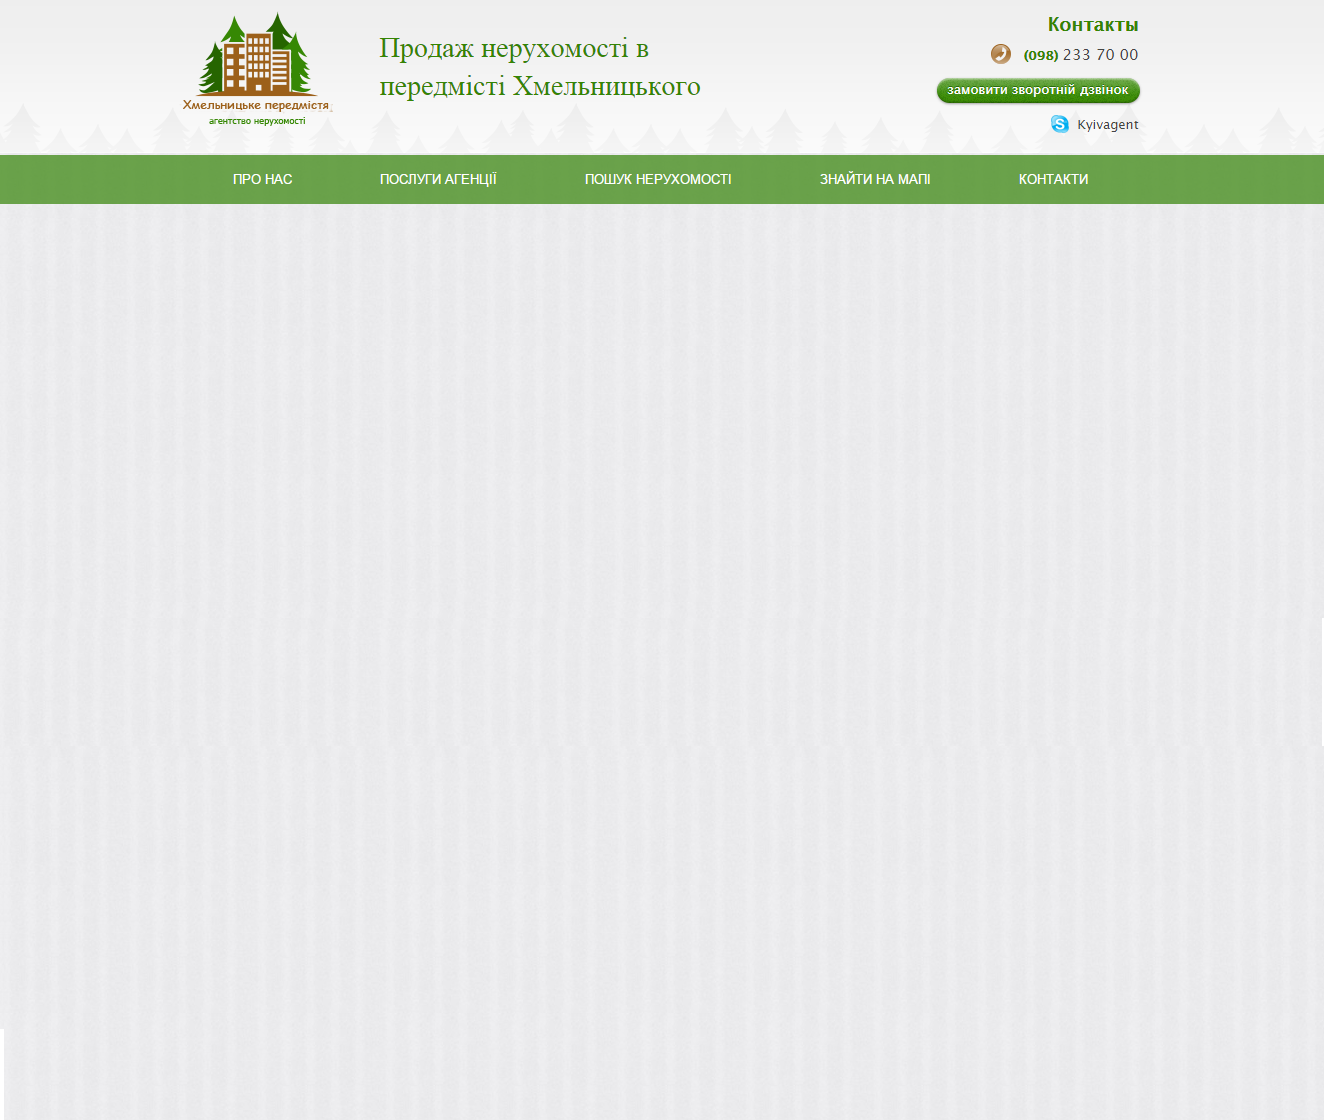 Хмельницьке передмістя
агентство нерухомості
Продаж нерухомості в
передмісті Хмельницького
Контакты
(098) 233 70 00
замовити зворотній дзвінок
Kyivagent
ПРО НАС
ПОСЛУГИ АГЕНЦІЇ
ПОШУК НЕРУХОМОСТІ
ЗНАЙТИ НА МАПІ
КОНТАКТИ